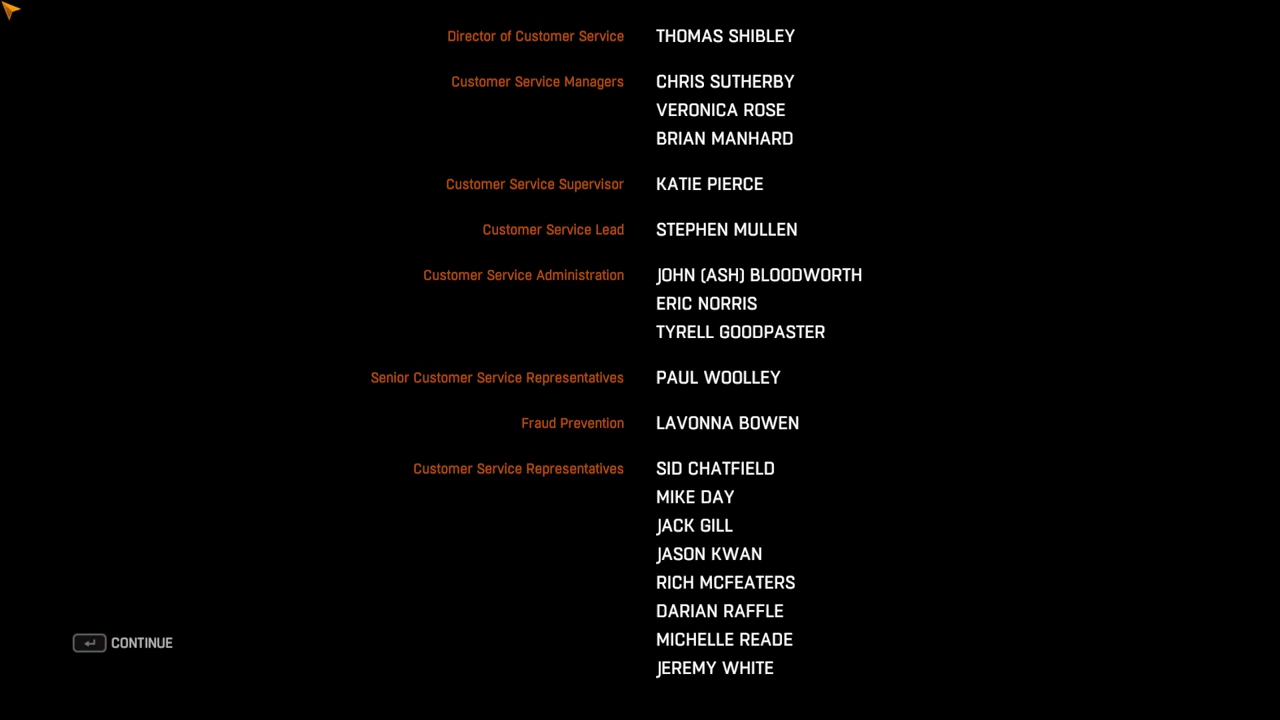 Director of Customer Service THOMAS SHIBLEY
Customer Service Managers CHRIS SUTHERBY
VERONICA ROSE
BRIAN MANHARD
Customer Service Supervisor KATIE PIERCE
Customer Service Lead STEPHEN MULLEN
Customer Service Administration JOHN (ASH) BLOODWORTH
ERIC NORRIS
TYRELL GOODPASTER
Senior Customer Service Representatives PAUL WOOLLEY
Fraud Prevention LAVONNA BOWEN
Customer Service Representatives SID CHATFIELD
MIKE DAY
JACK GILL
JASON KWAN
RICH MCFEATERS
DARIAN RAFFLE
MICHELLE READE
CONTINUE
JEREMY WHITE